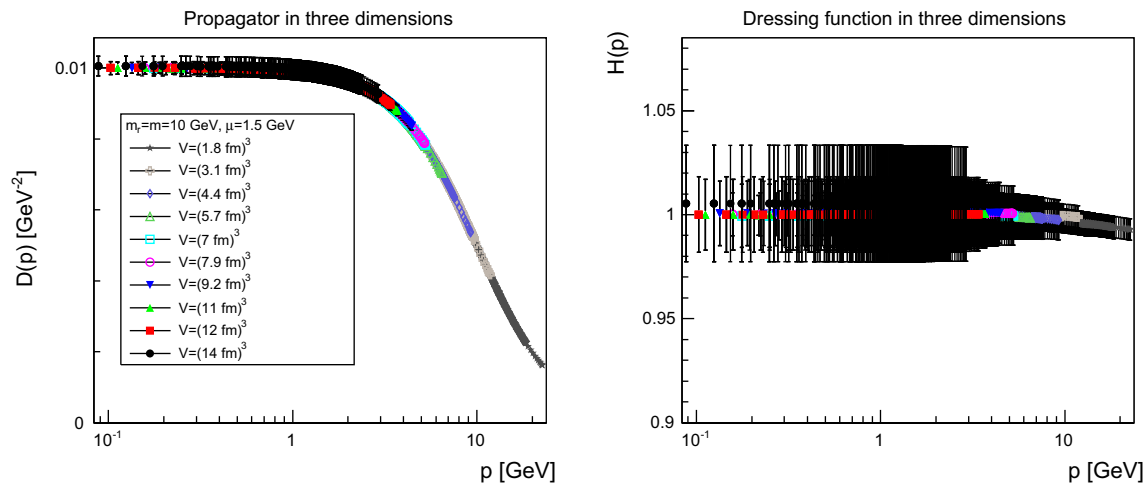 Propagator in three dimensions
D(p) [GeV⁻²]
0.01
0
m_r=m=10 GeV, μ=1.5 GeV
V=(1.8 fm)³
V=(3.1 fm)³
V=(4.4 fm)³
V=(5.7 fm)³
V=(7 fm)³
V=(7.9 fm)³
V=(9.2 fm)³
V=(11 fm)³
V=(12 fm)³
V=(14 fm)³
10⁻¹ 1 10
p [GeV]
Dressing function in three dimensions
H(p)
1.05
1
0.95
0.9
10⁻¹ 1 10
p [GeV]